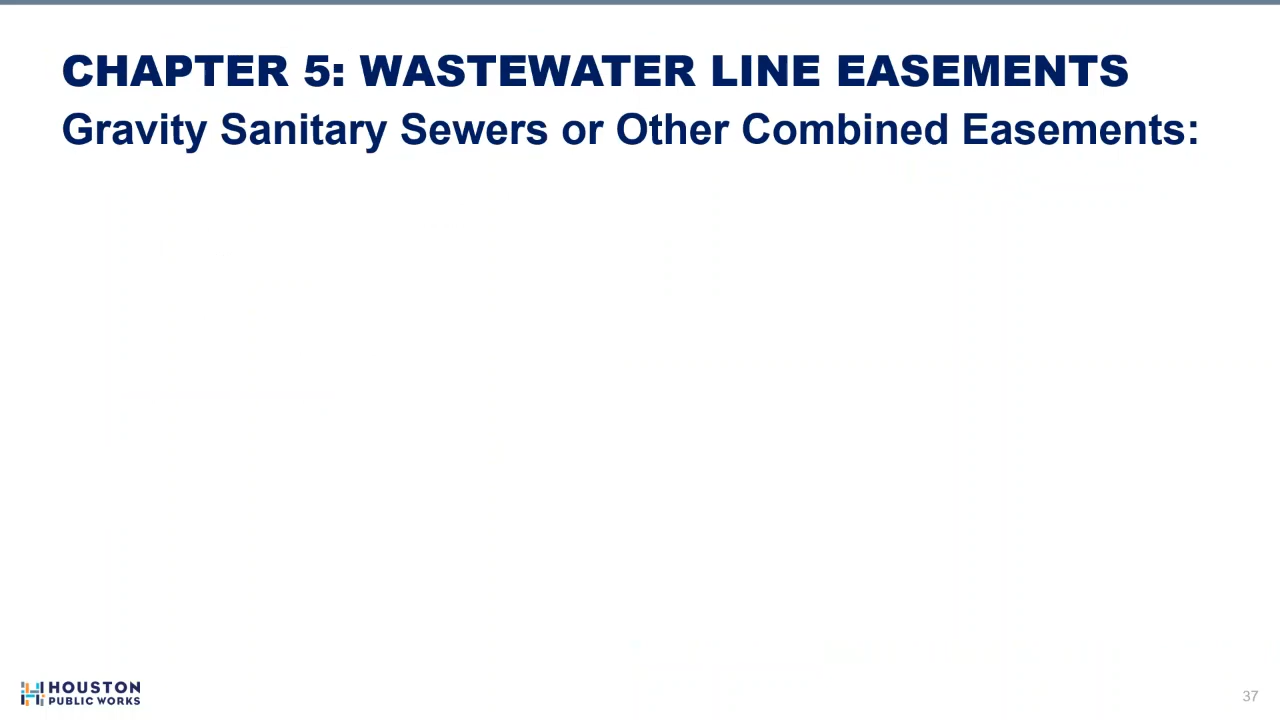 CHAPTER 5: WASTEWATER LINE EASEMENTS
Gravity Sanitary Sewers or Other Combined Easements:
HOUSTON
PUBLIC WORKS
37